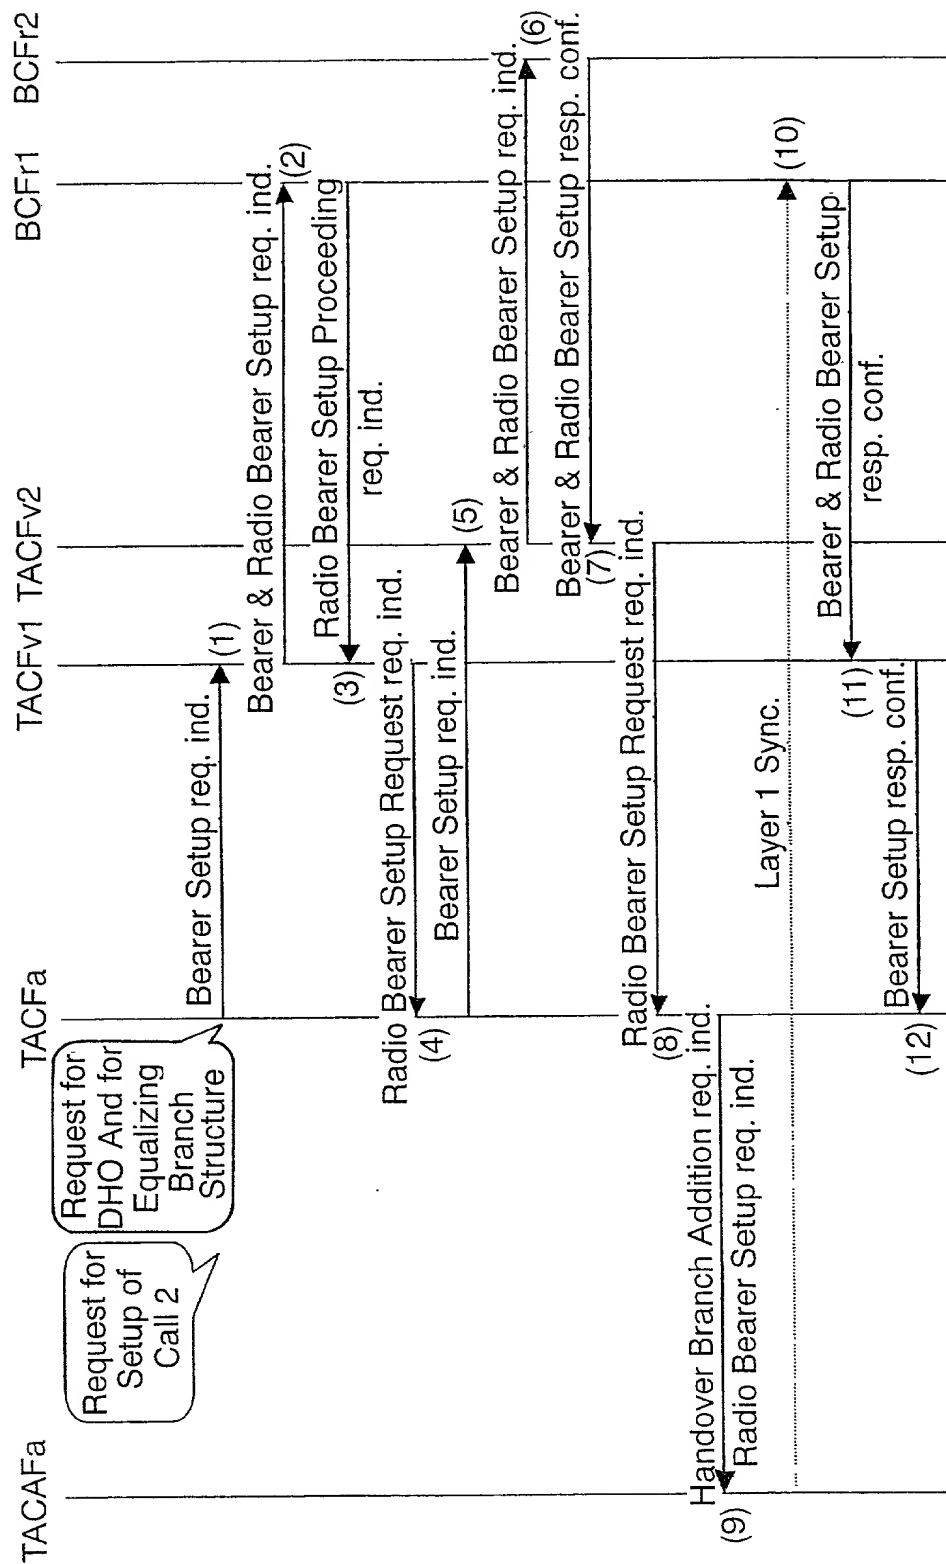 TACAFa
TACFa
TACFv1
TACFv2
BCFr1
BCFr2
Request for
Setup of
Call 2
Request for
DHO And for
Equalizing
Branch
Structure
Bearer Setup req. ind.
(1)
Bearer & Radio Bearer Setup req. ind.
(2)
Radio Bearer Setup Proceeding
req. ind.
(3)
Radio Bearer Setup Request req. ind.
(4)
Bearer Setup req. ind.
(5)
Bearer & Radio Bearer Setup req. ind.
(6)
Bearer & Radio Bearer Setup resp. conf.
(7)
Radio Bearer Setup Request req. ind.
(8)
Handover Branch Addition req. ind.
Radio Bearer Setup req. ind.
(9)
Layer 1 Sync.
(10)
Bearer & Radio Bearer Setup
resp. conf.
(11)
Bearer Setup resp. conf.
(12)